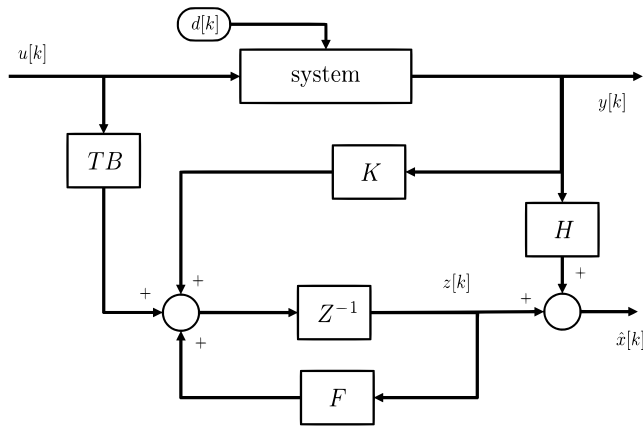 d[k]
u[k]
system
y[k]
TB
K
H
+
+
+
z[k]
+
Z⁻¹
x̂[k]
+
F